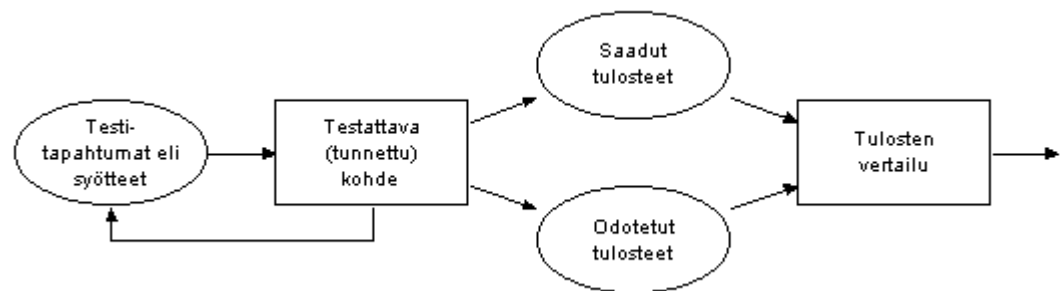 Testi-
tapahtumat eli
syötteet
Testattava
(tunnettu)
kohde
Saadut
tulosteet
Odotetut
tulosteet
Tulosten
vertailu